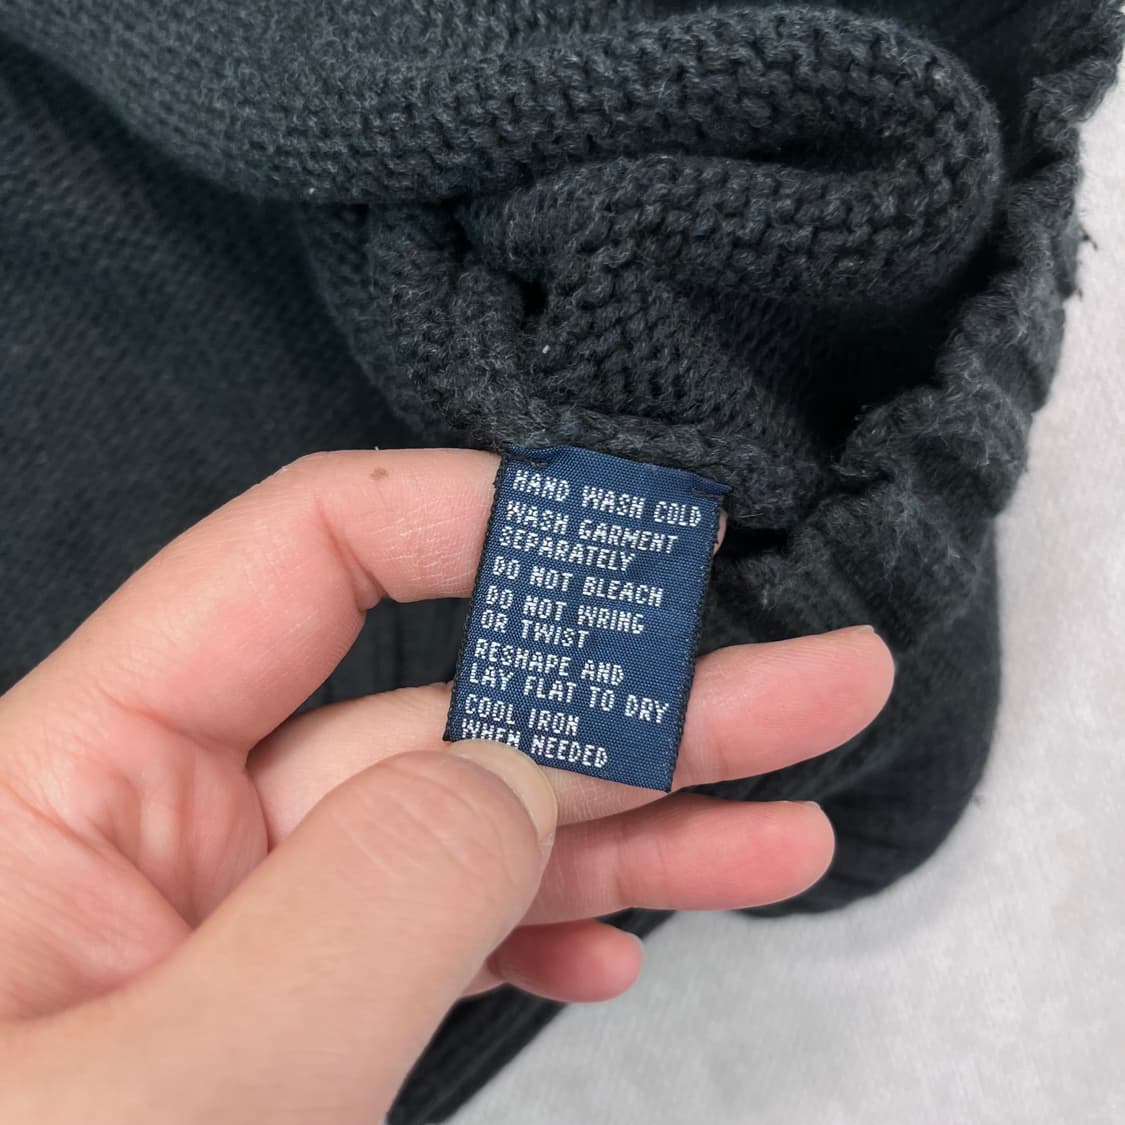 HAND WASH COLD
WASH GARMENT
SEPARATELY
DO NOT BLEACH
DO NOT WRING
OR TWIST
RESHAPE AND
LAY FLAT TO DRY
COOL IRON
WHEN NEEDED